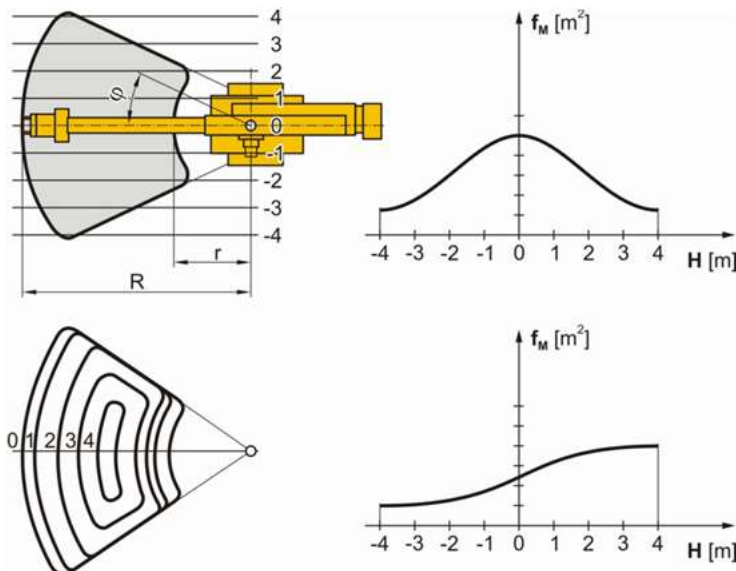 4
3
2
1
0
-1
-2
-3
-4
φ
r
R
f_M [m²]
-4 -3 -2 -1 0 1 2 3 4
H [m]
0 1 2 3 4
f_M [m²]
-4 -3 -2 -1 0 1 2 3 4
H [m]